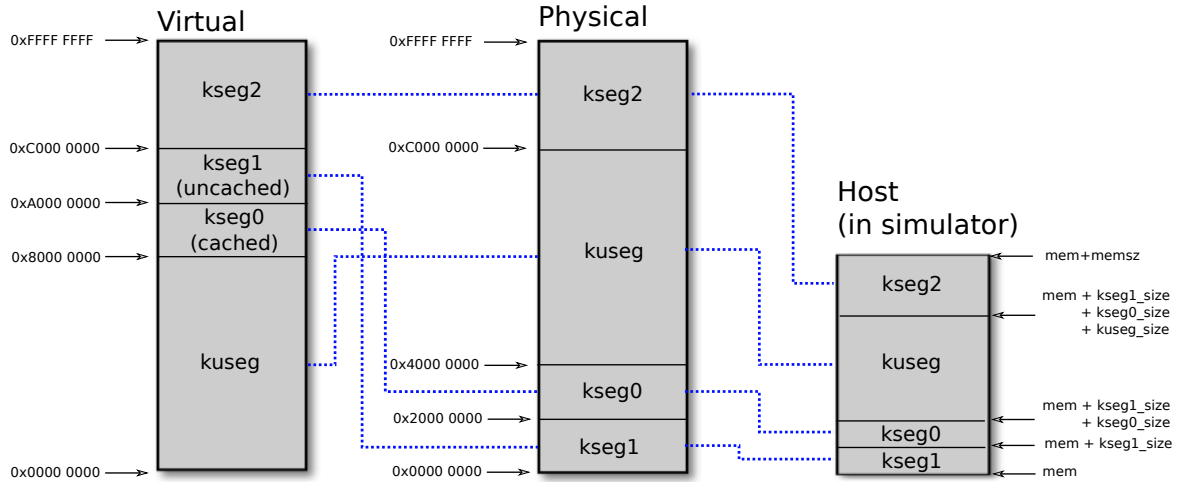 Virtual
0xFFFF FFFF
kseg2
0xC000 0000
kseg1
(uncached)
0xA000 0000
kseg0
(cached)
0x8000 0000
kuseg
0x0000 0000
Physical
0xFFFF FFFF
kseg2
0xC000 0000
kuseg
0x4000 0000
kseg0
0x2000 0000
kseg1
0x0000 0000
Host
(in simulator)
mem+memsz
kseg2
mem + kseg1_size
+ kseg0_size
+ kuseg_size
kuseg
mem + kseg1_size
+ kseg0_size
kseg0
mem + kseg1_size
kseg1
mem